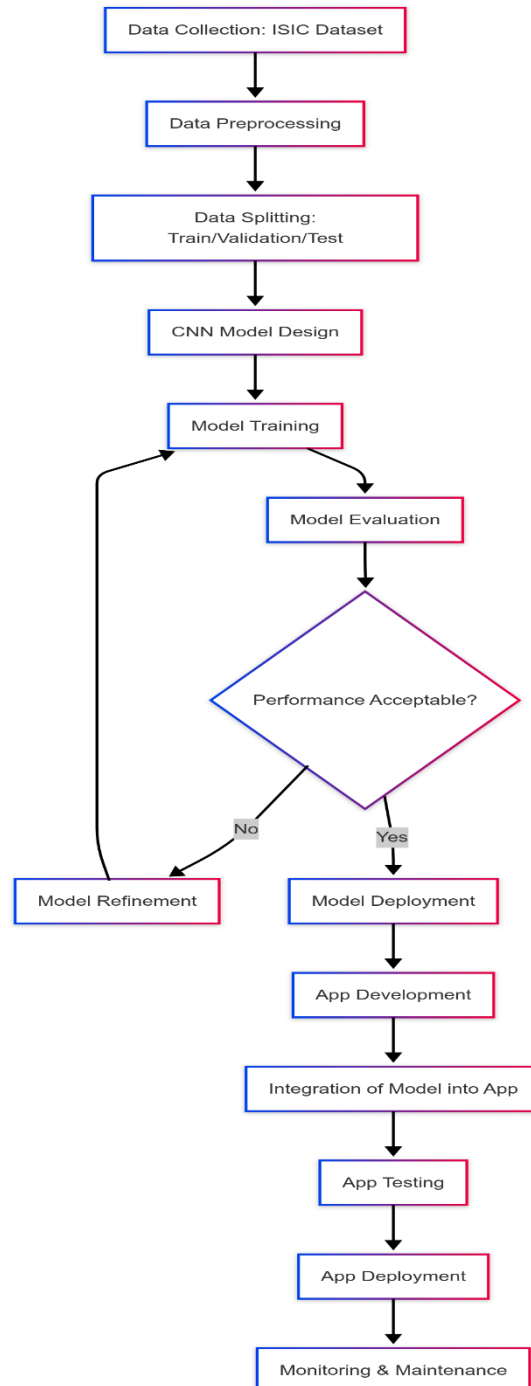 Data Collection: ISIC Dataset
Data Preprocessing
Data Splitting:
Train/Validation/Test
CNN Model Design
Model Training
Model Evaluation
Performance Acceptable?
No
Yes
Model Refinement
Model Deployment
App Development
Integration of Model into App
App Testing
App Deployment
Monitoring & Maintenance